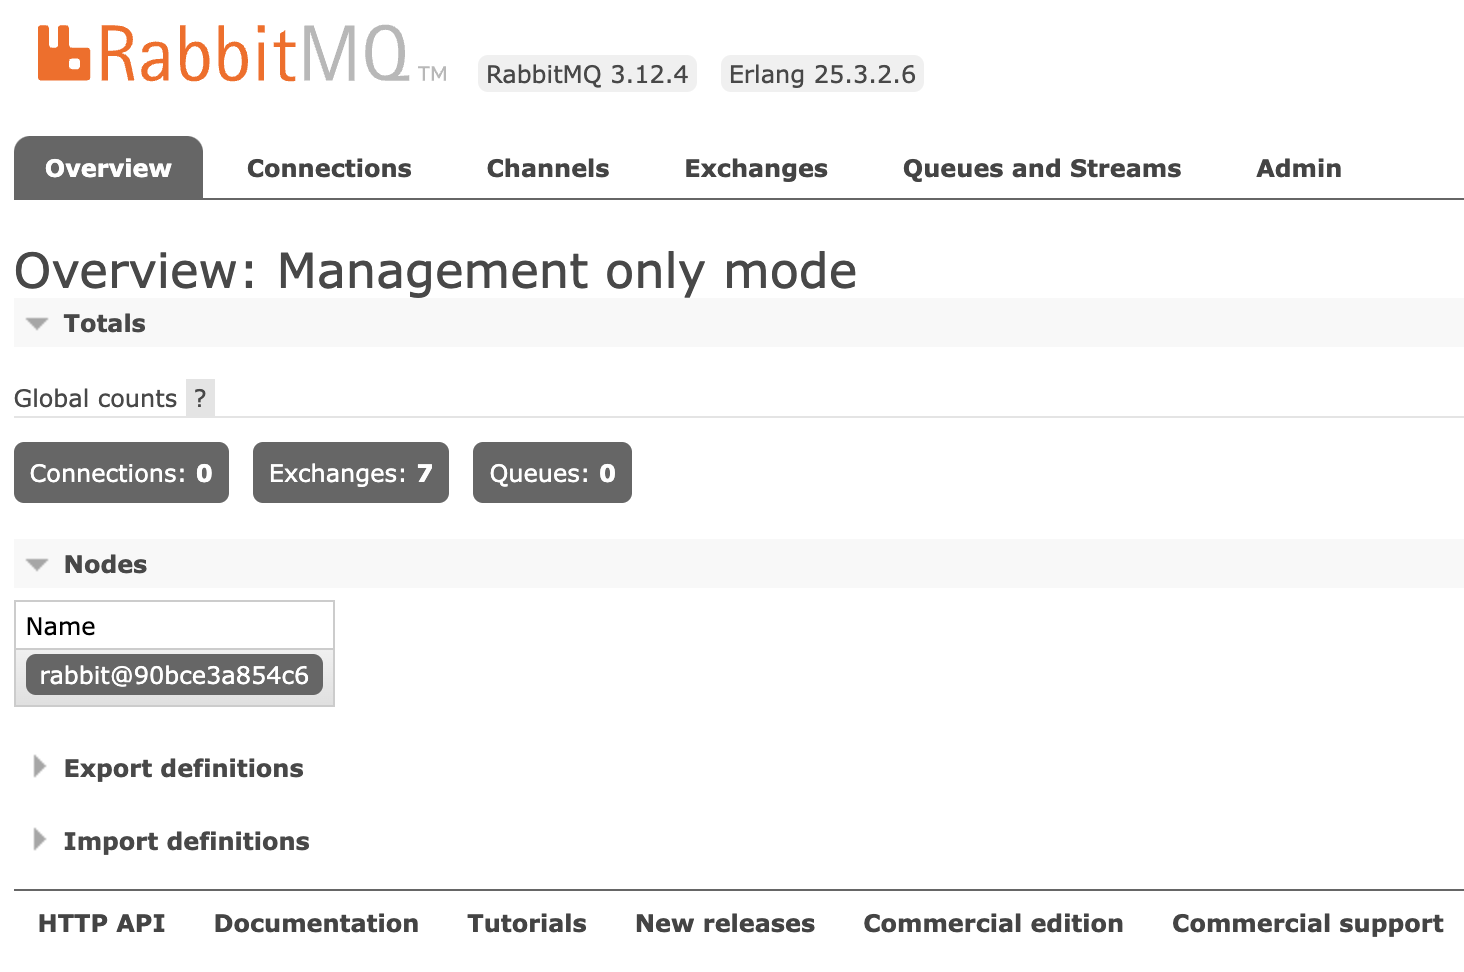 RabbitMQ TM RabbitMQ 3.12.4 Erlang 25.3.2.6
Overview Connections Channels Exchanges Queues and Streams Admin
Overview: Management only mode
Totals
Global counts ?
Connections: 0 Exchanges: 7 Queues: 0
Nodes
Name
rabbit@90bce3a854c6
Export definitions
Import definitions
HTTP API Documentation Tutorials New releases Commercial edition Commercial support